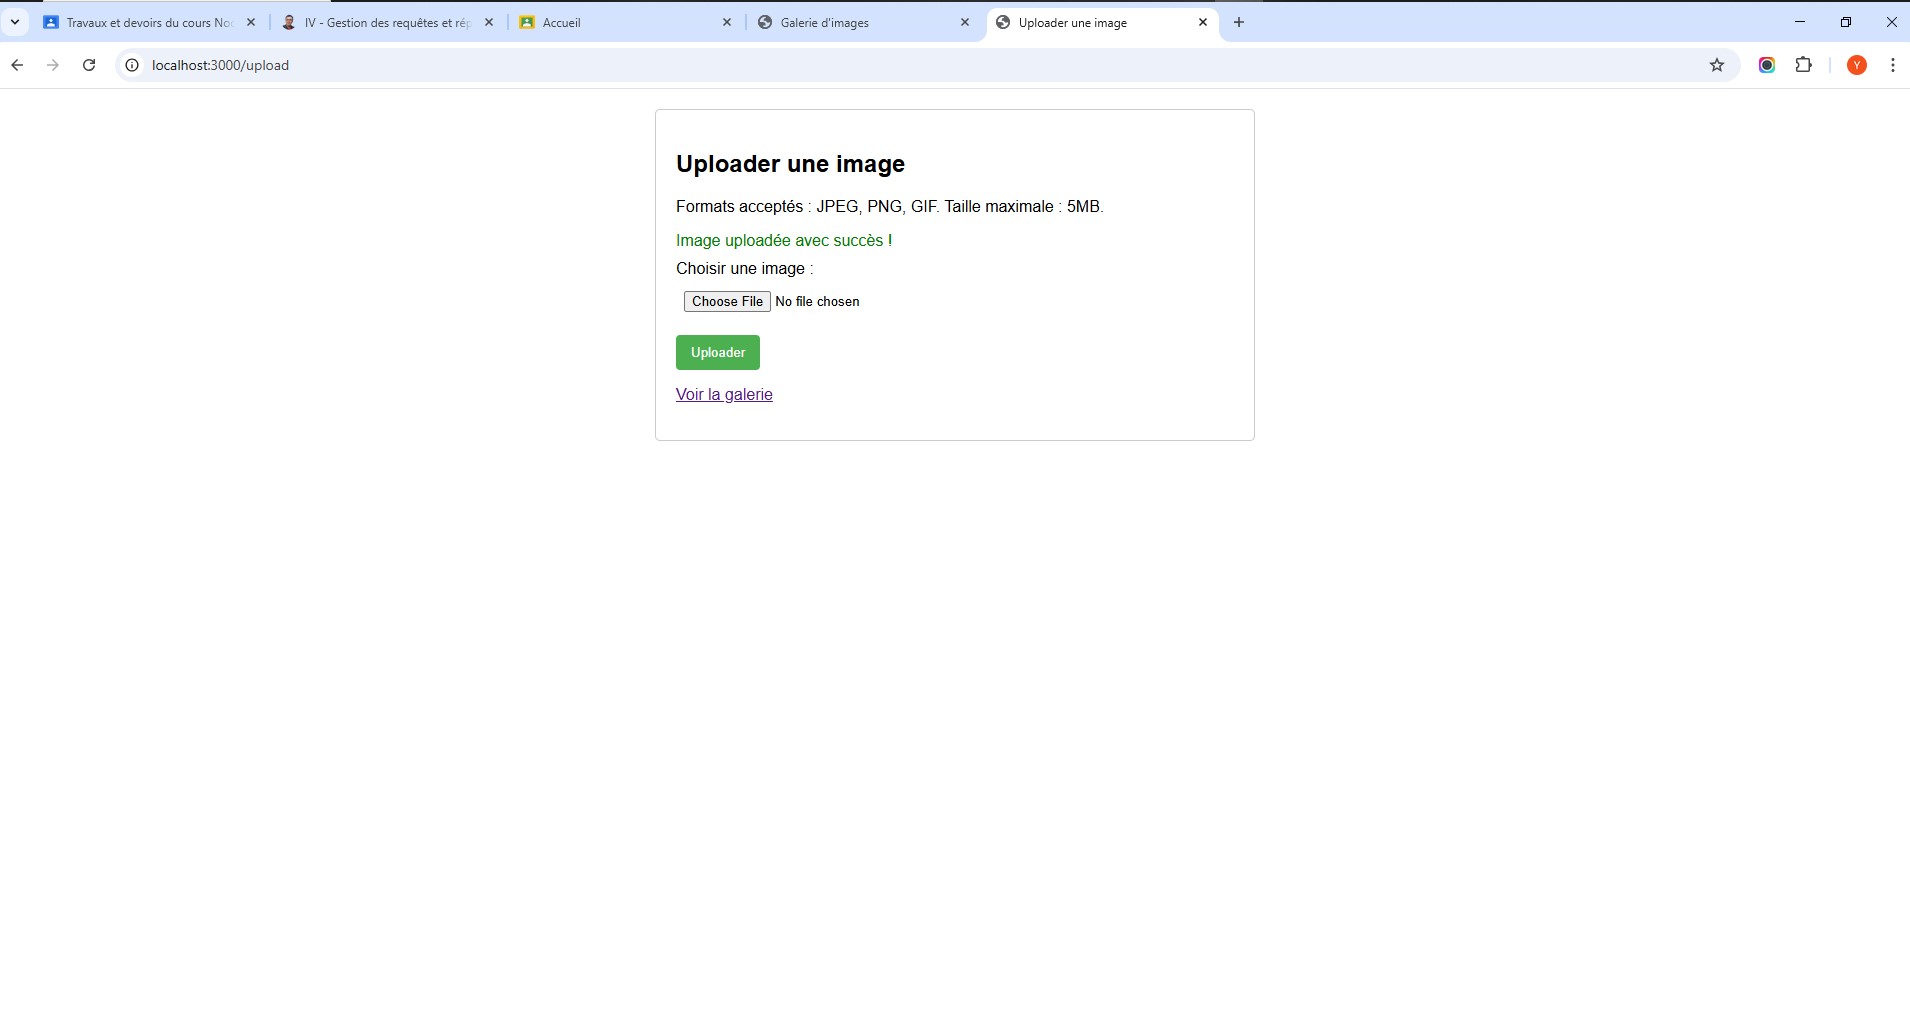 Travaux et devoirs du cours Noc
IV - Gestion des requêtes et rép
Accueil
Galerie d'images
Uploader une image
localhost:3000/upload
Y
Uploader une image
Formats acceptés : JPEG, PNG, GIF. Taille maximale : 5MB.
Image uploadée avec succès !
Choisir une image :
Choose File No file chosen
Uploader
Voir la galerie